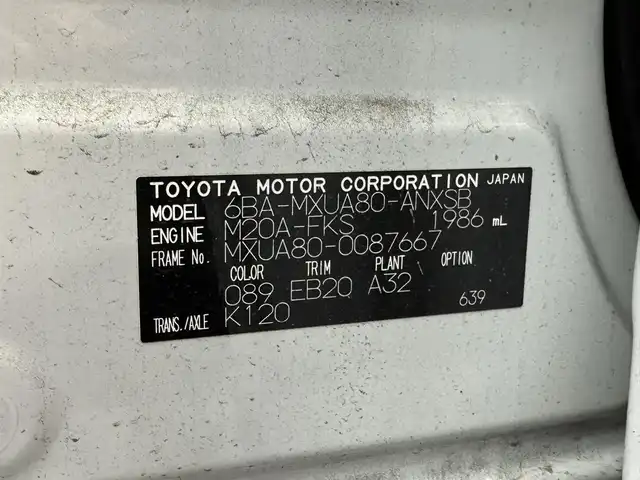 TOYOTA MOTOR CORPORATION JAPAN
MODEL 6BA-MXUA80-ANXSB
ENGINE M20A-FKS 1986 mL
FRAME No. MXUA80-0087667
COLOR TRIM PLANT OPTION
089 EB20 A32
TRANS./AXLE K120 639